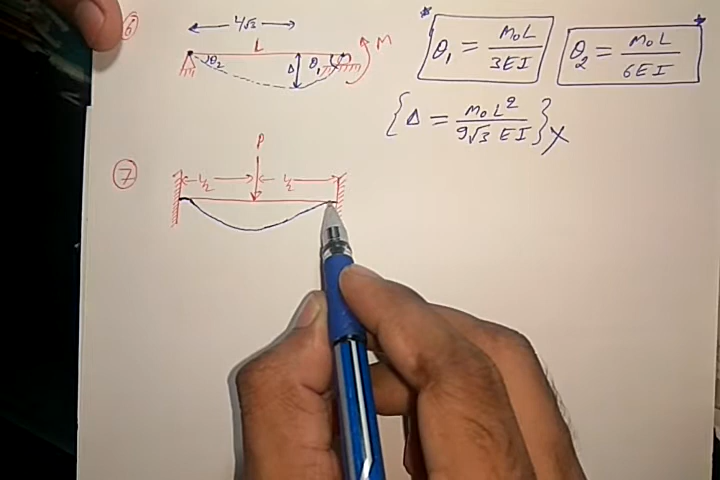 6 L/√3
L M
θ₂ Δ θ₁
* θ₁ = M₀L/3EI θ₂ = M₀L/6EI *
{Δ = M₀L²/9√3 EI} X
7 P
L/2 L/2